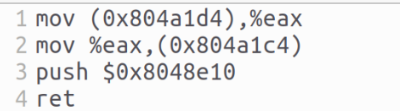 1 mov (0x804a1d4),%eax
2 mov %eax,(0x804a1c4)
3 push $0x8048e10
4 ret